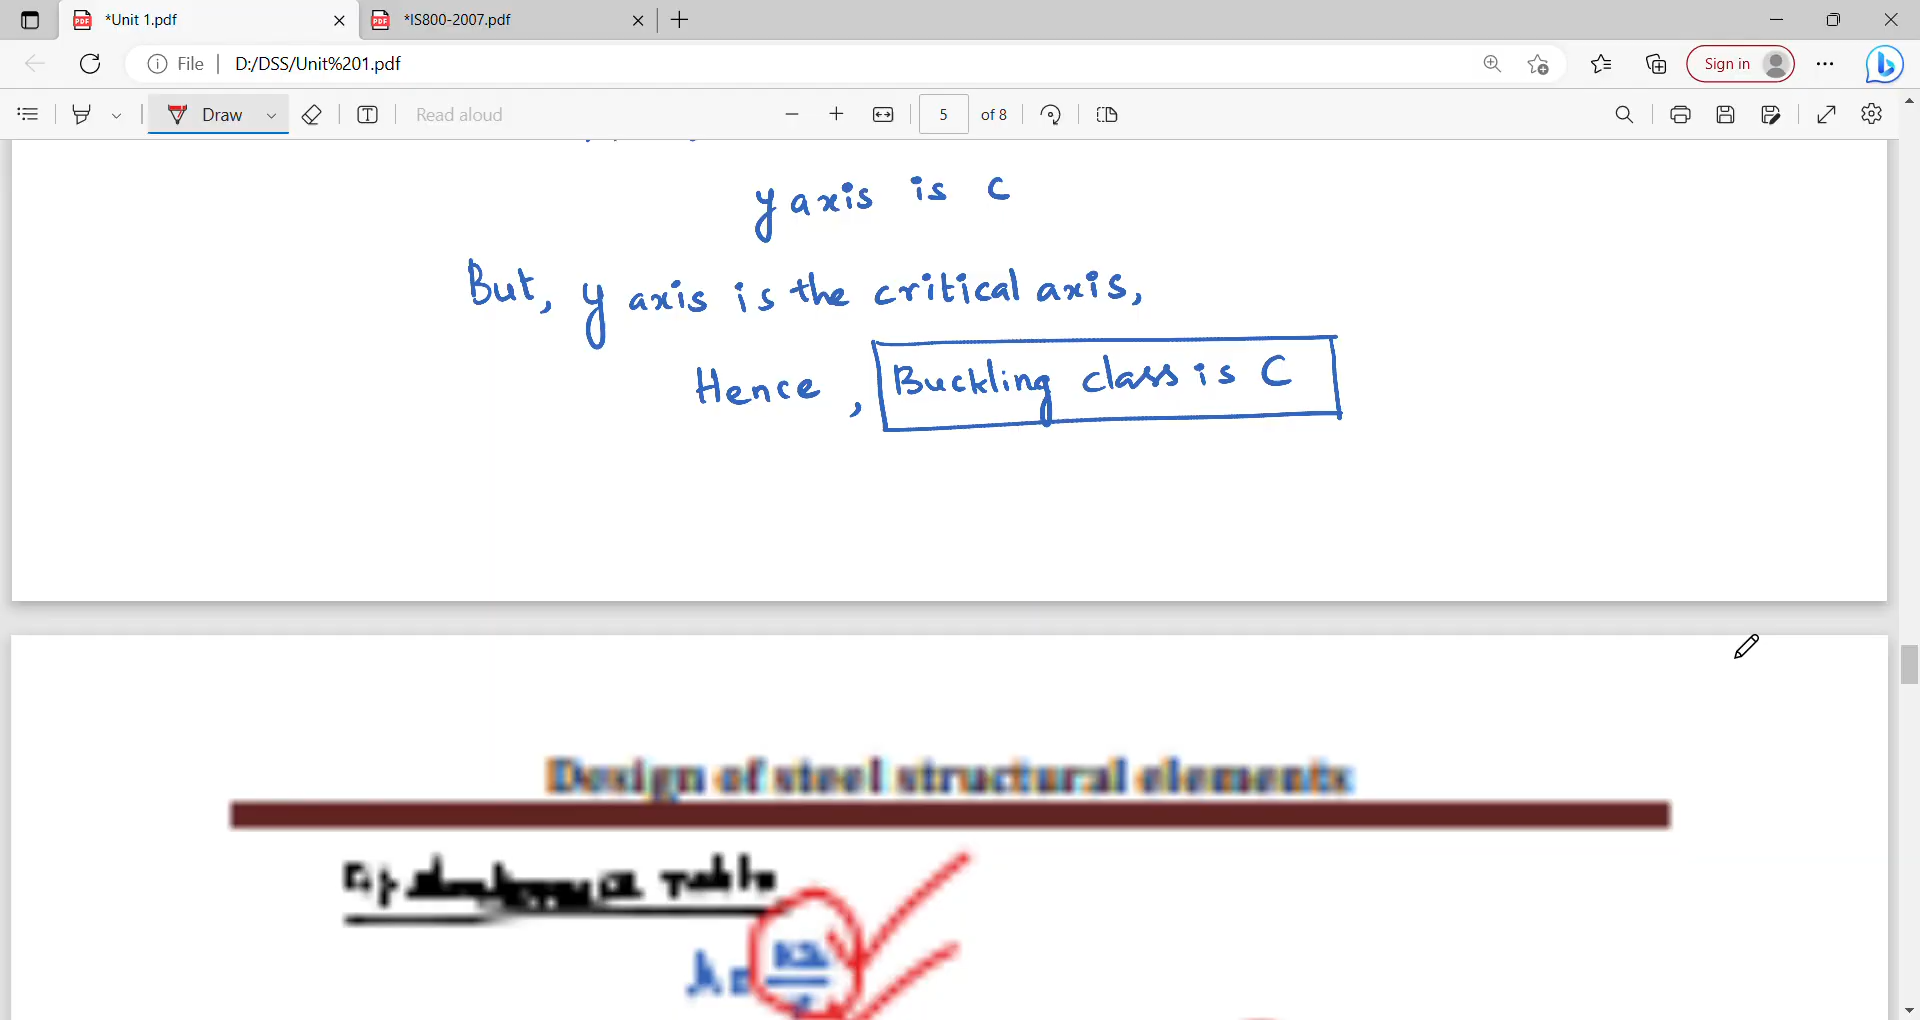 *Unit 1.pdf
*IS800-2007.pdf
File
D:/DSS/Unit%201.pdf
Sign in
Draw
Read aloud
5
of 8
y axis is C
But, y axis is the critical axis,
Hence, Buckling class is C
Design of steel structural elements
λ =